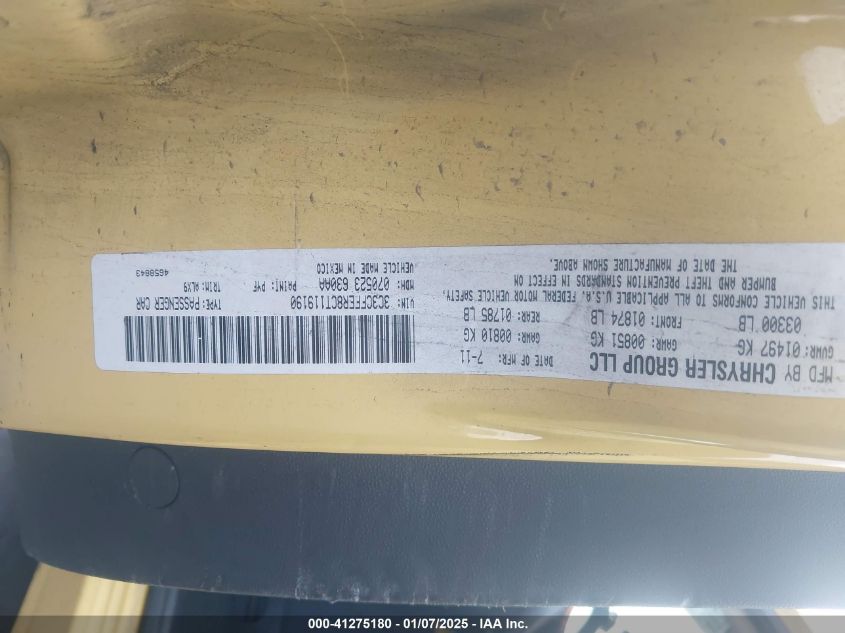 MFD BY CHRYSLER GROUP LLC DATE OF MFR: 7-11
GVWR: 01497 KG GAWR: 00851 KG GAWR: 00810 KG
03300 LB FRONT: 01874 LB REAR: 01785 LB
THIS VEHICLE CONFORMS TO ALL APPLICABLE U.S.A. FEDERAL MOTOR VEHICLE SAFETY,
BUMPER AND THEFT PREVENTION STANDARDS IN EFFECT ON
THE DATE OF MANUFACTURE SHOWN ABOVE.
VIN: 3C3CFFER8CT119190 TYPE: PASSENGER CAR
MDH: 070523 630AA PAINT: PVF TRIM: ALX9
VEHICLE MADE IN MEXICO 4658843
000-41275180 - 01/07/2025 - IAA Inc.